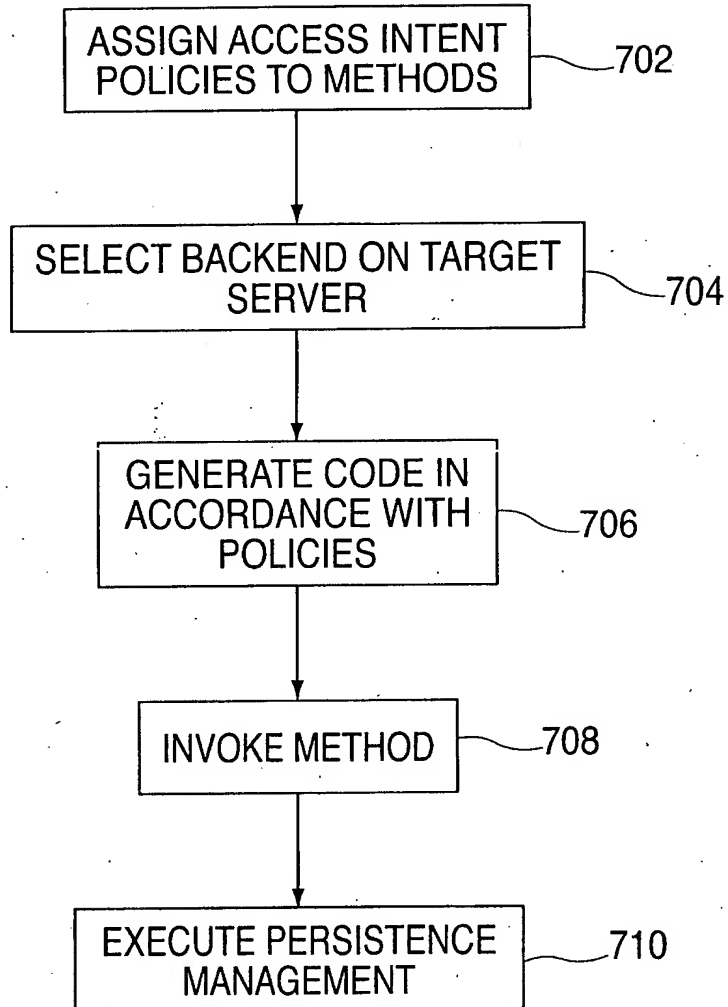 ASSIGN ACCESS INTENT
POLICIES TO METHODS
702
SELECT BACKEND ON TARGET
SERVER
704
GENERATE CODE IN
ACCORDANCE WITH
POLICIES
706
INVOKE METHOD
708
EXECUTE PERSISTENCE
MANAGEMENT
710